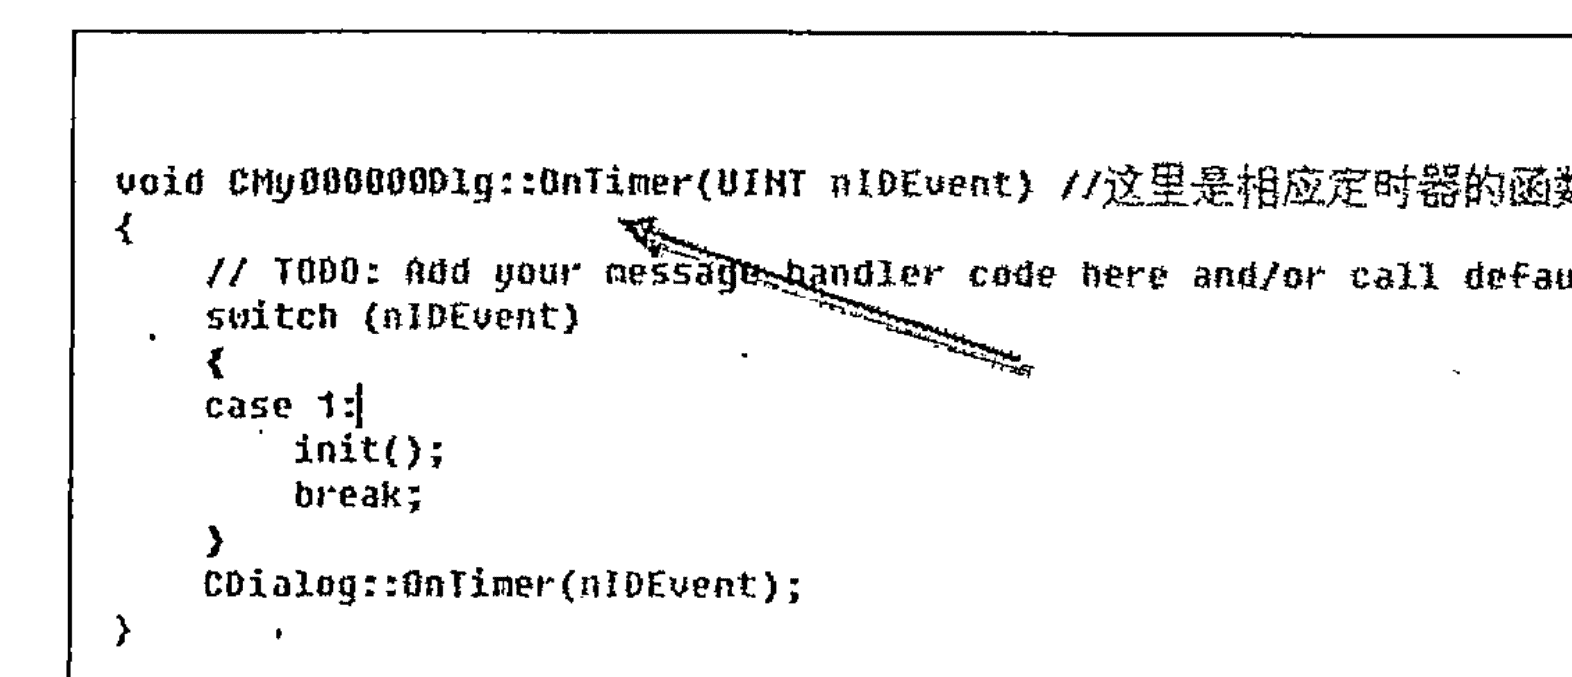 void CMy000000Dlg::OnTimer(UINT nIDEvent) //这里是相应定时器的函数
{
// TODO: Add your message handler code here and/or call defau
switch (nIDEvent)
{
case 1:
init();
break;
}
CDialog::OnTimer(nIDEvent);
}